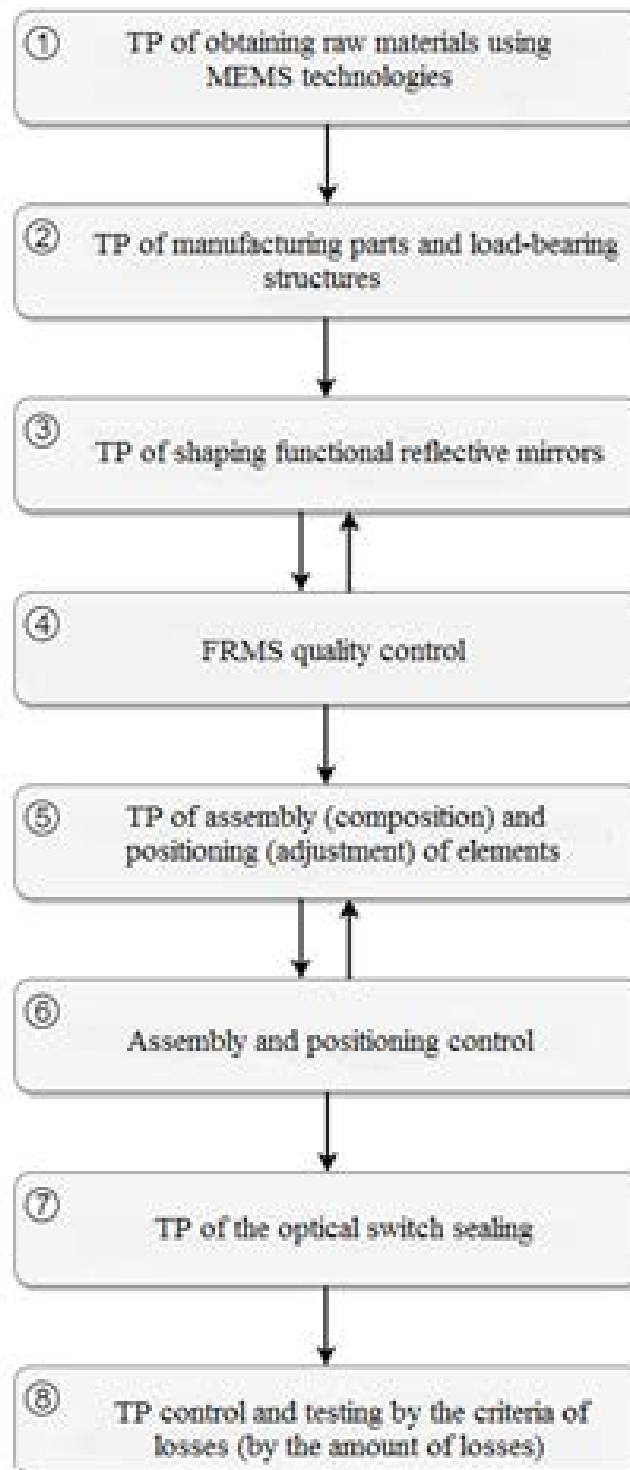 ① TP of obtaining raw materials using
MEMS technologies
② TP of manufacturing parts and load-bearing
structures
③ TP of shaping functional reflective mirrors
④ FRMS quality control
⑤ TP of assembly (composition) and
positioning (adjustment) of elements
⑥ Assembly and positioning control
⑦ TP of the optical switch sealing
⑧ TP control and testing by the criteria of
losses (by the amount of losses)